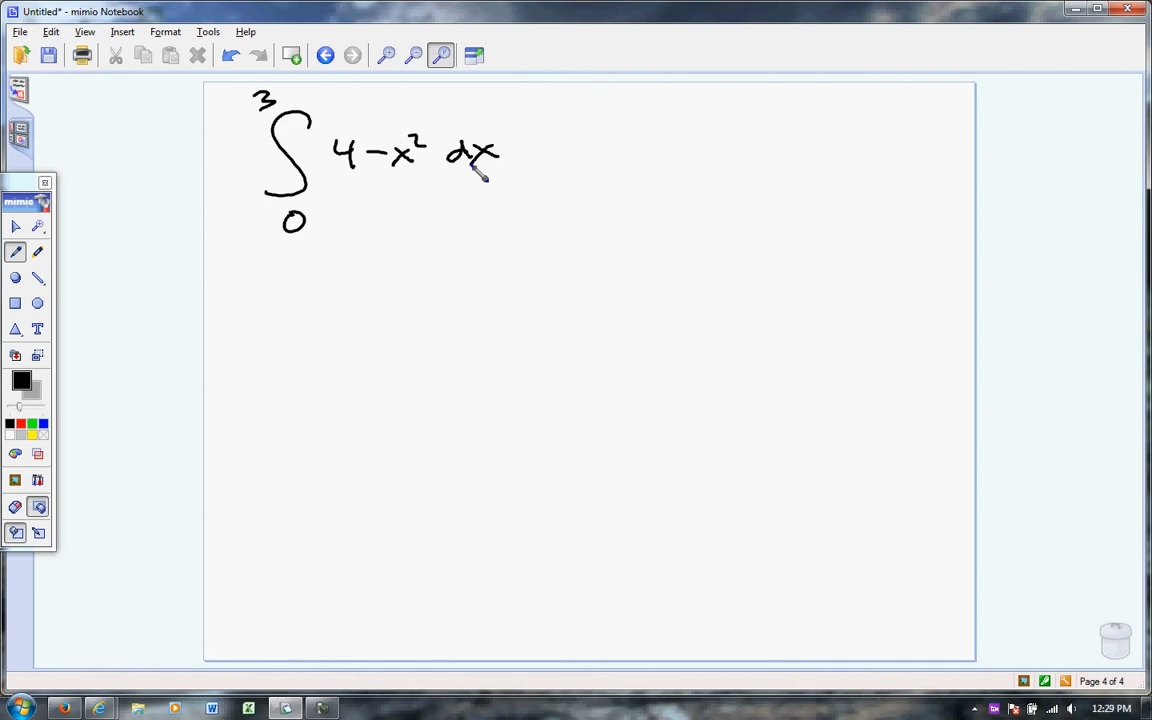 Untitled* - mimio Notebook
File Edit View Insert Format Tools Help
3
∫ 4 - x² dx
0
mimio
T
Page 4 of 4
12:29 PM